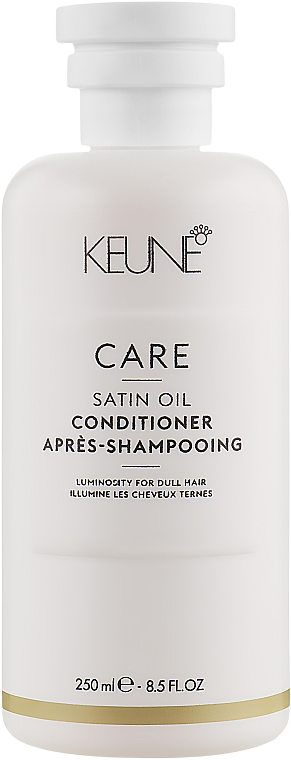 KEUNE
CARE
SATIN OIL
CONDITIONER
APRÈS-SHAMPOOING
LUMINOSITY FOR DULL HAIR
ILLUMINE LES CHEVEUX TERNES
250 ml ℮ - 8.5 FL.OZ